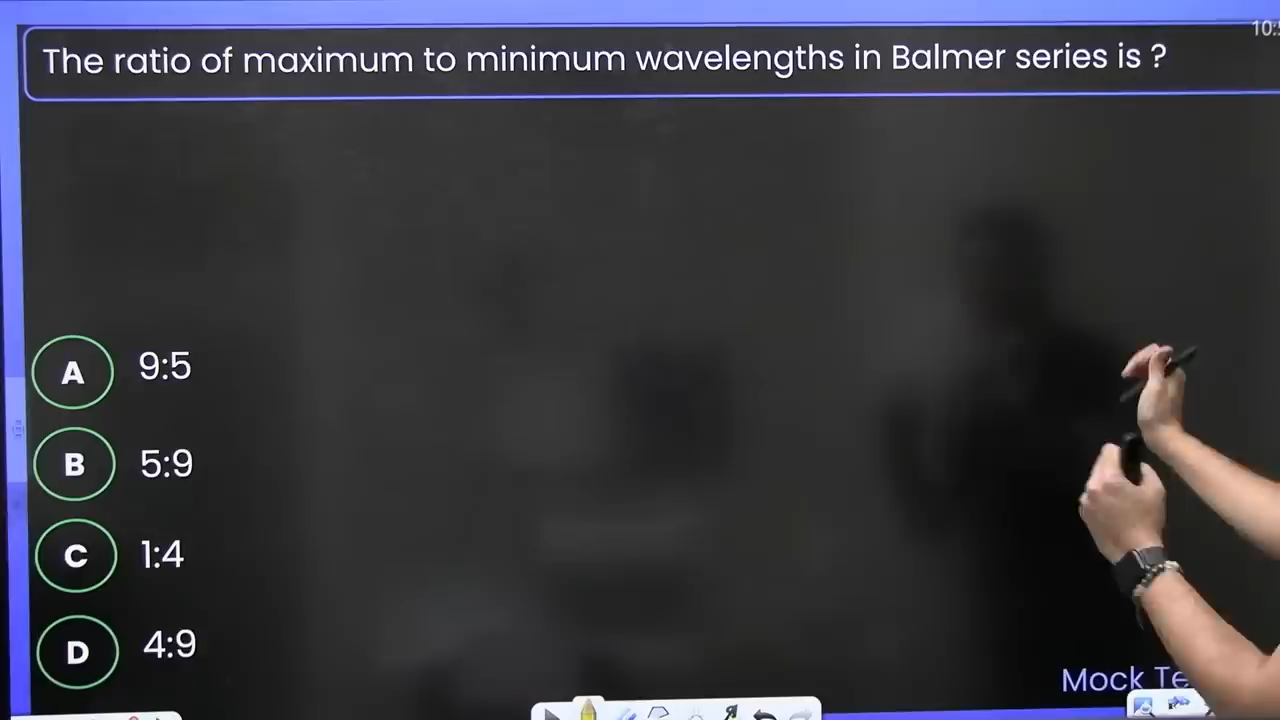 10:
The ratio of maximum to minimum wavelengths in Balmer series is ?
A 9:5
B 5:9
C 1:4
D 4:9
Mock Te